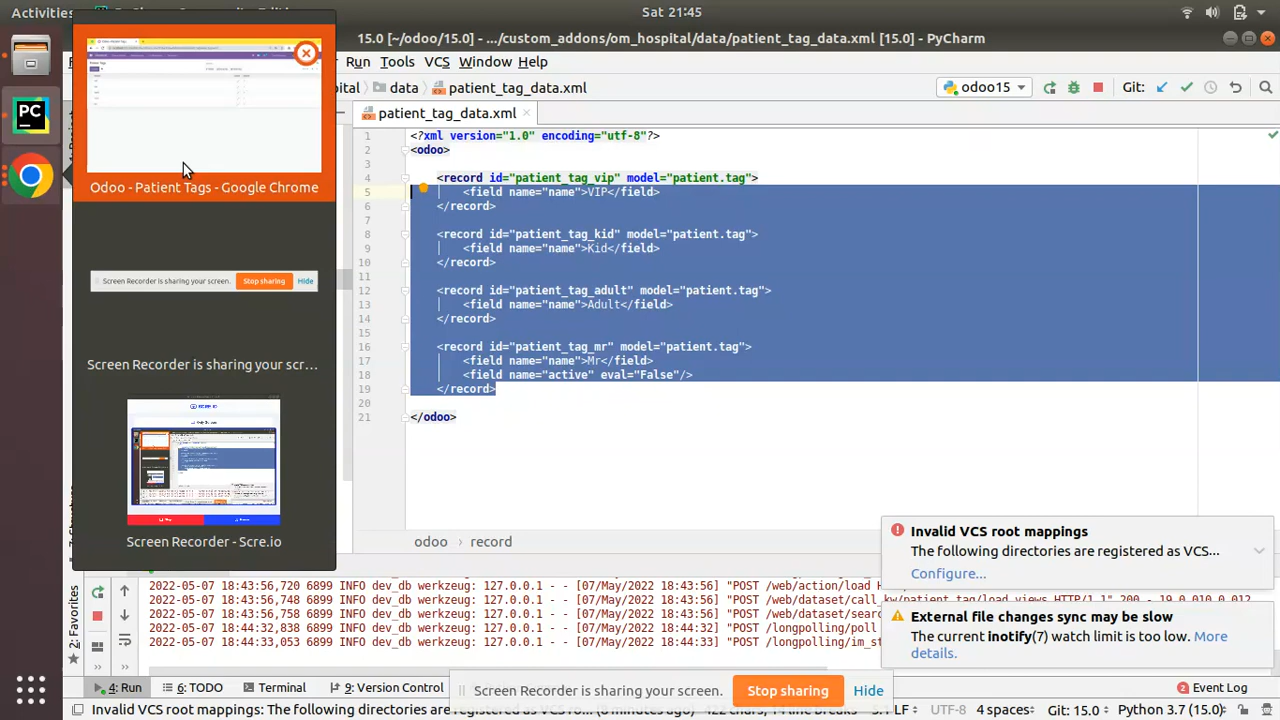 Activities
Sat 21:45
15.0 [~/odoo/15.0] - .../custom_addons/om_hospital/data/patient_tag_data.xml [15.0] - PyCharm
Run Tools VCS Window Help
data patient_tag_data.xml
odoo15
Git:
patient_tag_data.xml
Odoo - Patient Tags - Google Chrome
Screen Recorder is sharing your screen. Stop sharing Hide
Screen Recorder is sharing your scr...
Screen Recorder - Scre.io
1 <?xml version="1.0" encoding="utf-8"?>
2 <odoo>
3
4 <record id="patient_tag_vip" model="patient.tag">
5 <field name="name">VIP</field>
6 </record>
7
8 <record id="patient_tag_kid" model="patient.tag">
9 <field name="name">Kid</field>
10 </record>
11
12 <record id="patient_tag_adult" model="patient.tag">
13 <field name="name">Adult</field>
14 </record>
15
16 <record id="patient_tag_mr" model="patient.tag">
17 <field name="name">Mr</field>
18 <field name="active" eval="False"/>
19 </record>
20
21 </odoo>
odoo record
Invalid VCS root mappings
The following directories are registered as VCS...
Configure...
External file changes sync may be slow
The current inotify(7) watch limit is too low. More
details.
2022-05-07 18:43:56,720 6899 INFO dev_db werkzeug: 127.0.0.1 - - [07/May/2022 18:43:56] "POST /web/action/load
2022-05-07 18:43:56,748 6899 INFO dev_db werkzeug: 127.0.0.1 - - [07/May/2022 18:43:56] "POST /web/dataset/call_kw/patient.tag/load_views HTTP/1.1" 200 - 19 0.010 0.012
2022-05-07 18:43:56,758 6899 INFO dev_db werkzeug: 127.0.0.1 - - [07/May/2022 18:43:56] "POST /web/dataset/sear
2022-05-07 18:44:32,838 6899 INFO dev_db werkzeug: 127.0.0.1 - - [07/May/2022 18:44:32] "POST /longpolling/poll
2022-05-07 18:44:33,053 6899 INFO dev_db werkzeug: 127.0.0.1 - - [07/May/2022 18:44:33] "POST /longpolling/im_s
2: Favorites
4: Run 6: TODO Terminal 9: Version Control
Screen Recorder is sharing your screen. Stop sharing Hide
2 Event Log
Invalid VCS root mappings: The following directories are registered as VCS
UTF-8 4 spaces Git: 15.0 Python 3.7 (15.0)